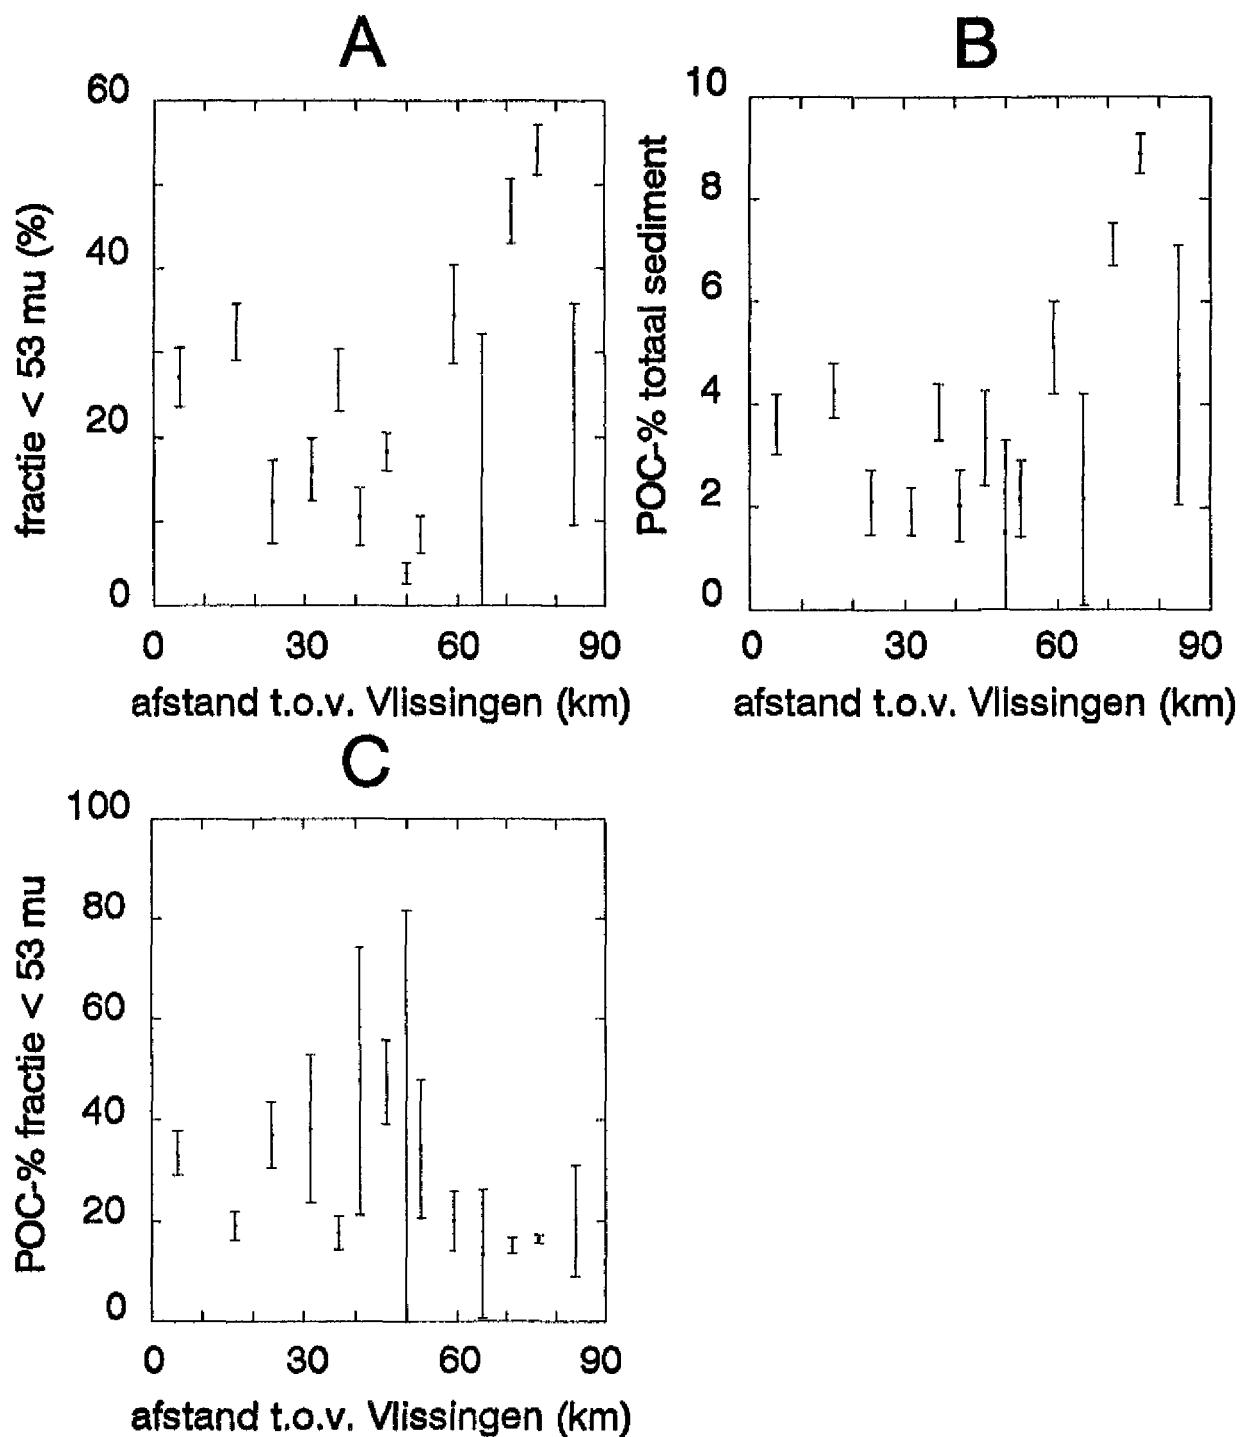 A
60
40
20
0
fractie < 53 mu (%)
0 30 60 90
afstand t.o.v. Vlissingen (km)
B
10
8
6
4
2
0
POC-% totaal sediment
0 30 60 90
afstand t.o.v. Vlissingen (km)
C
100
80
60
40
20
0
POC-% fractie < 53 mu
0 30 60 90
afstand t.o.v. Vlissingen (km)